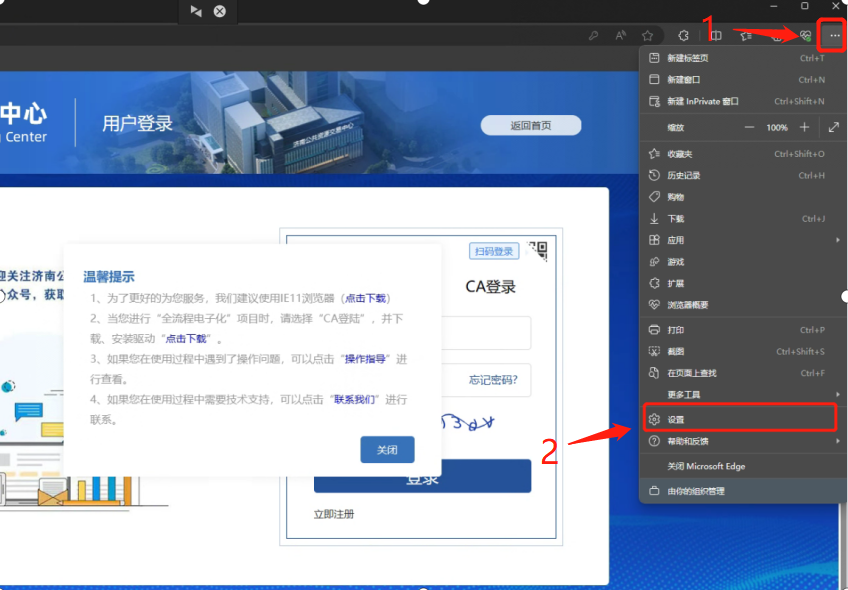 1
新建标签页 Ctrl+T
新建窗口 Ctrl+N
新建 InPrivate 窗口 Ctrl+Shift+N
缩放 — 100% +
收藏夹 Ctrl+Shift+O
历史记录 Ctrl+H
购物
下载 Ctrl+J
应用
游戏
扩展
浏览器概要
打印 Ctrl+P
截图 Ctrl+Shift+S
在页面上查找 Ctrl+F
更多工具
设置
帮助和反馈
关闭 Microsoft Edge
由你的组织管理
2
中心
Center
用户登录
济南公共资源交易中心
返回首页
迎关注济南公
众号，获取
扫码登录
CA登录
忘记密码?
登录
立即注册
温馨提示
1、为了更好的为您服务，我们建议使用IE11浏览器（点击下载）
2、当您进行“全流程电子化”项目时，请选择“CA登陆”，并下
载、安装驱动“点击下载”。
3、如果您在使用过程中遇到了操作问题，可以点击“操作指导”进
行查看。
4、如果您在使用过程中需要技术支持，可以点击“联系我们”进行
联系。
关闭